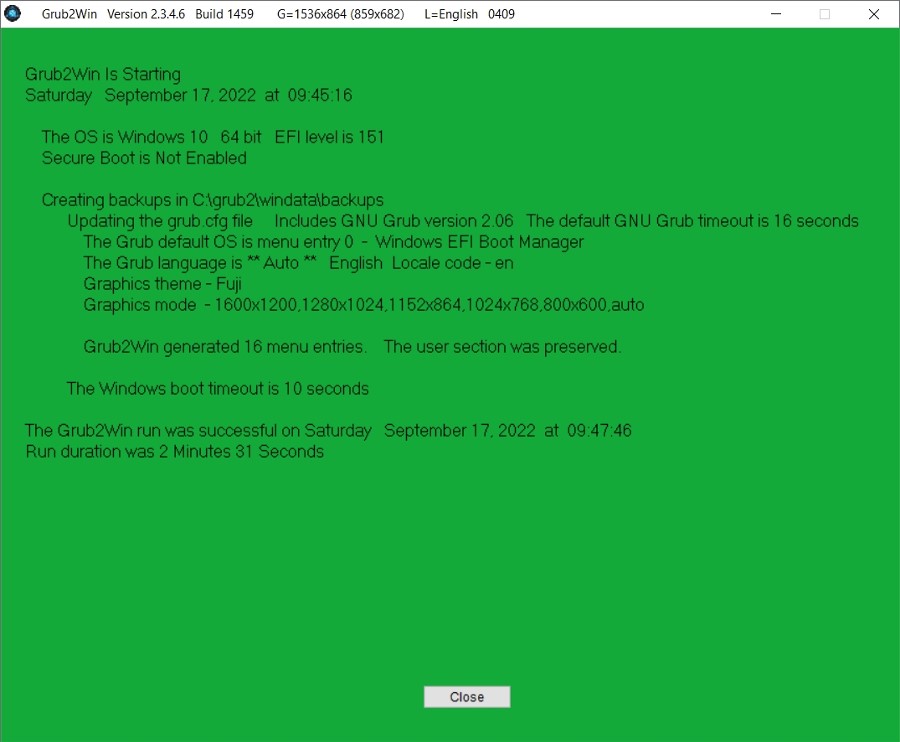 Grub2Win Version 2.3.4.6 Build 1459 G=1536x864 (859x682) L=English 0409
Grub2Win Is Starting
Saturday September 17, 2022 at 09:45:16
The OS is Windows 10 64 bit EFI level is 151
Secure Boot is Not Enabled
Creating backups in C:\grub2\windata\backups
Updating the grub.cfg file Includes GNU Grub version 2.06 The default GNU Grub timeout is 16 seconds
The Grub default OS is menu entry 0 - Windows EFI Boot Manager
The Grub language is ** Auto ** English Locale code - en
Graphics theme - Fuji
Graphics mode - 1600x1200,1280x1024,1152x864,1024x768,800x600,auto
Grub2Win generated 16 menu entries. The user section was preserved.
The Windows boot timeout is 10 seconds
The Grub2Win run was successful on Saturday September 17, 2022 at 09:47:46
Run duration was 2 Minutes 31 Seconds
Close